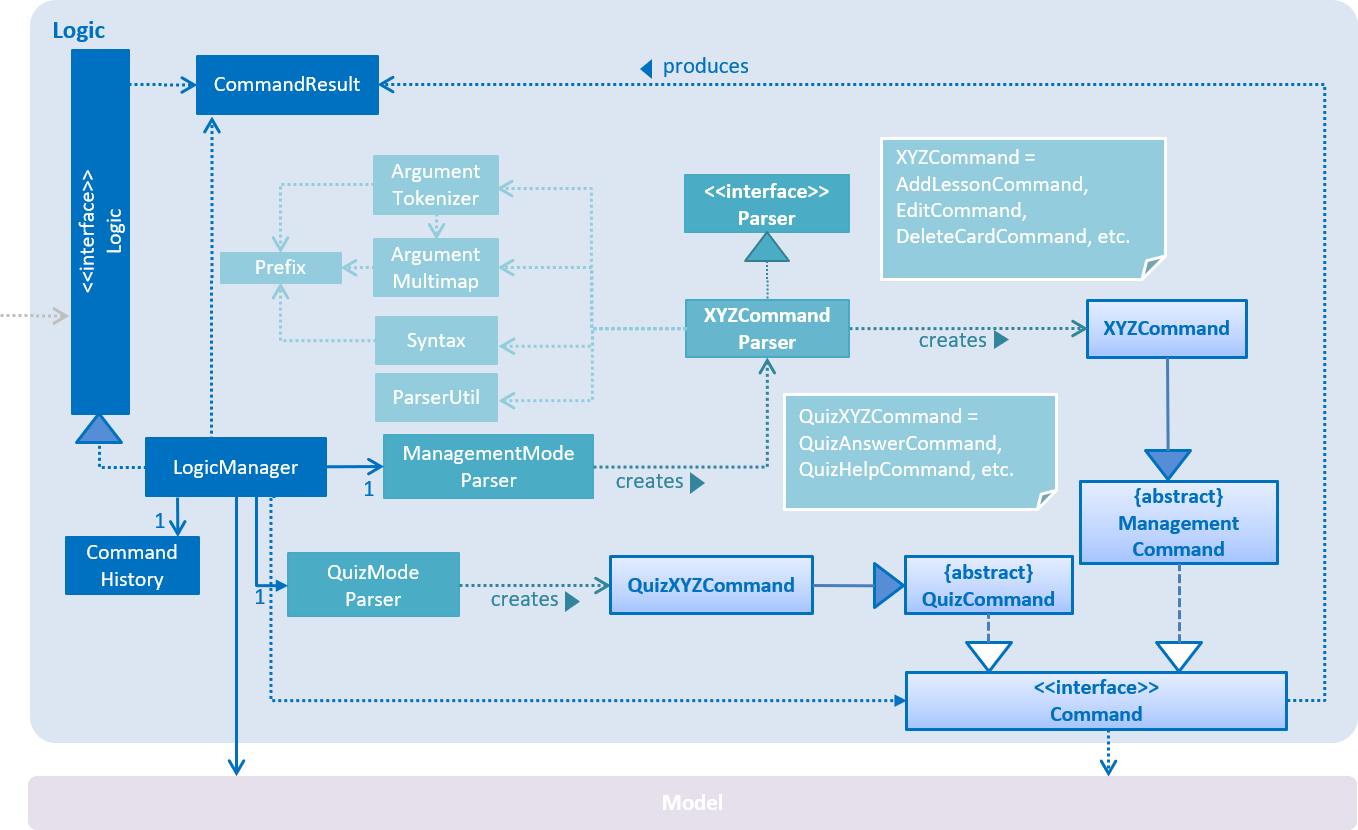 Logic
<<interface>>
Logic
CommandResult
produces
Argument
Tokenizer
<<interface>>
Parser
XYZCommand =
AddLessonCommand,
EditCommand,
DeleteCardCommand, etc.
Prefix
Argument
Multimap
Syntax
ParserUtil
XYZCommand
Parser
creates
XYZCommand
LogicManager
1
ManagementMode
Parser
creates
QuizXYZCommand =
QuizAnswerCommand,
QuizHelpCommand, etc.
{abstract}
Management
Command
1
Command
History
1
QuizMode
Parser
creates
QuizXYZCommand
{abstract}
QuizCommand
<<interface>>
Command
Model